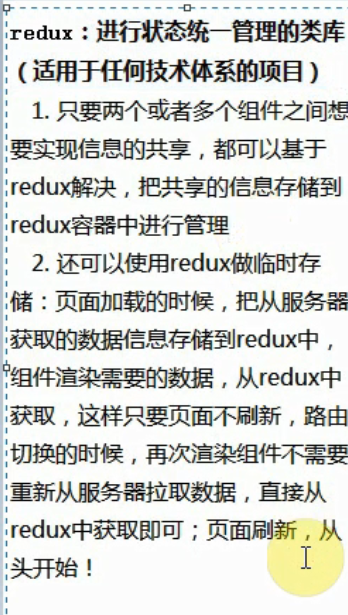 redux：进行状态统一管理的类库
（适用于任何技术体系的项目）
1. 只要两个或者多个组件之间想
要实现信息的共享，都可以基于
redux解决，把共享的信息存储到
redux容器中进行管理
2. 还可以使用redux做临时存
储：页面加载的时候，把从服务器
获取的数据信息存储到redux中，
组件渲染需要的数据，从redux中
获取，这样只要页面不刷新，路由
切换的时候，再次渲染组件不需要
重新从服务器拉取数据，直接从
redux中获取即可；页面刷新，从
头开始！